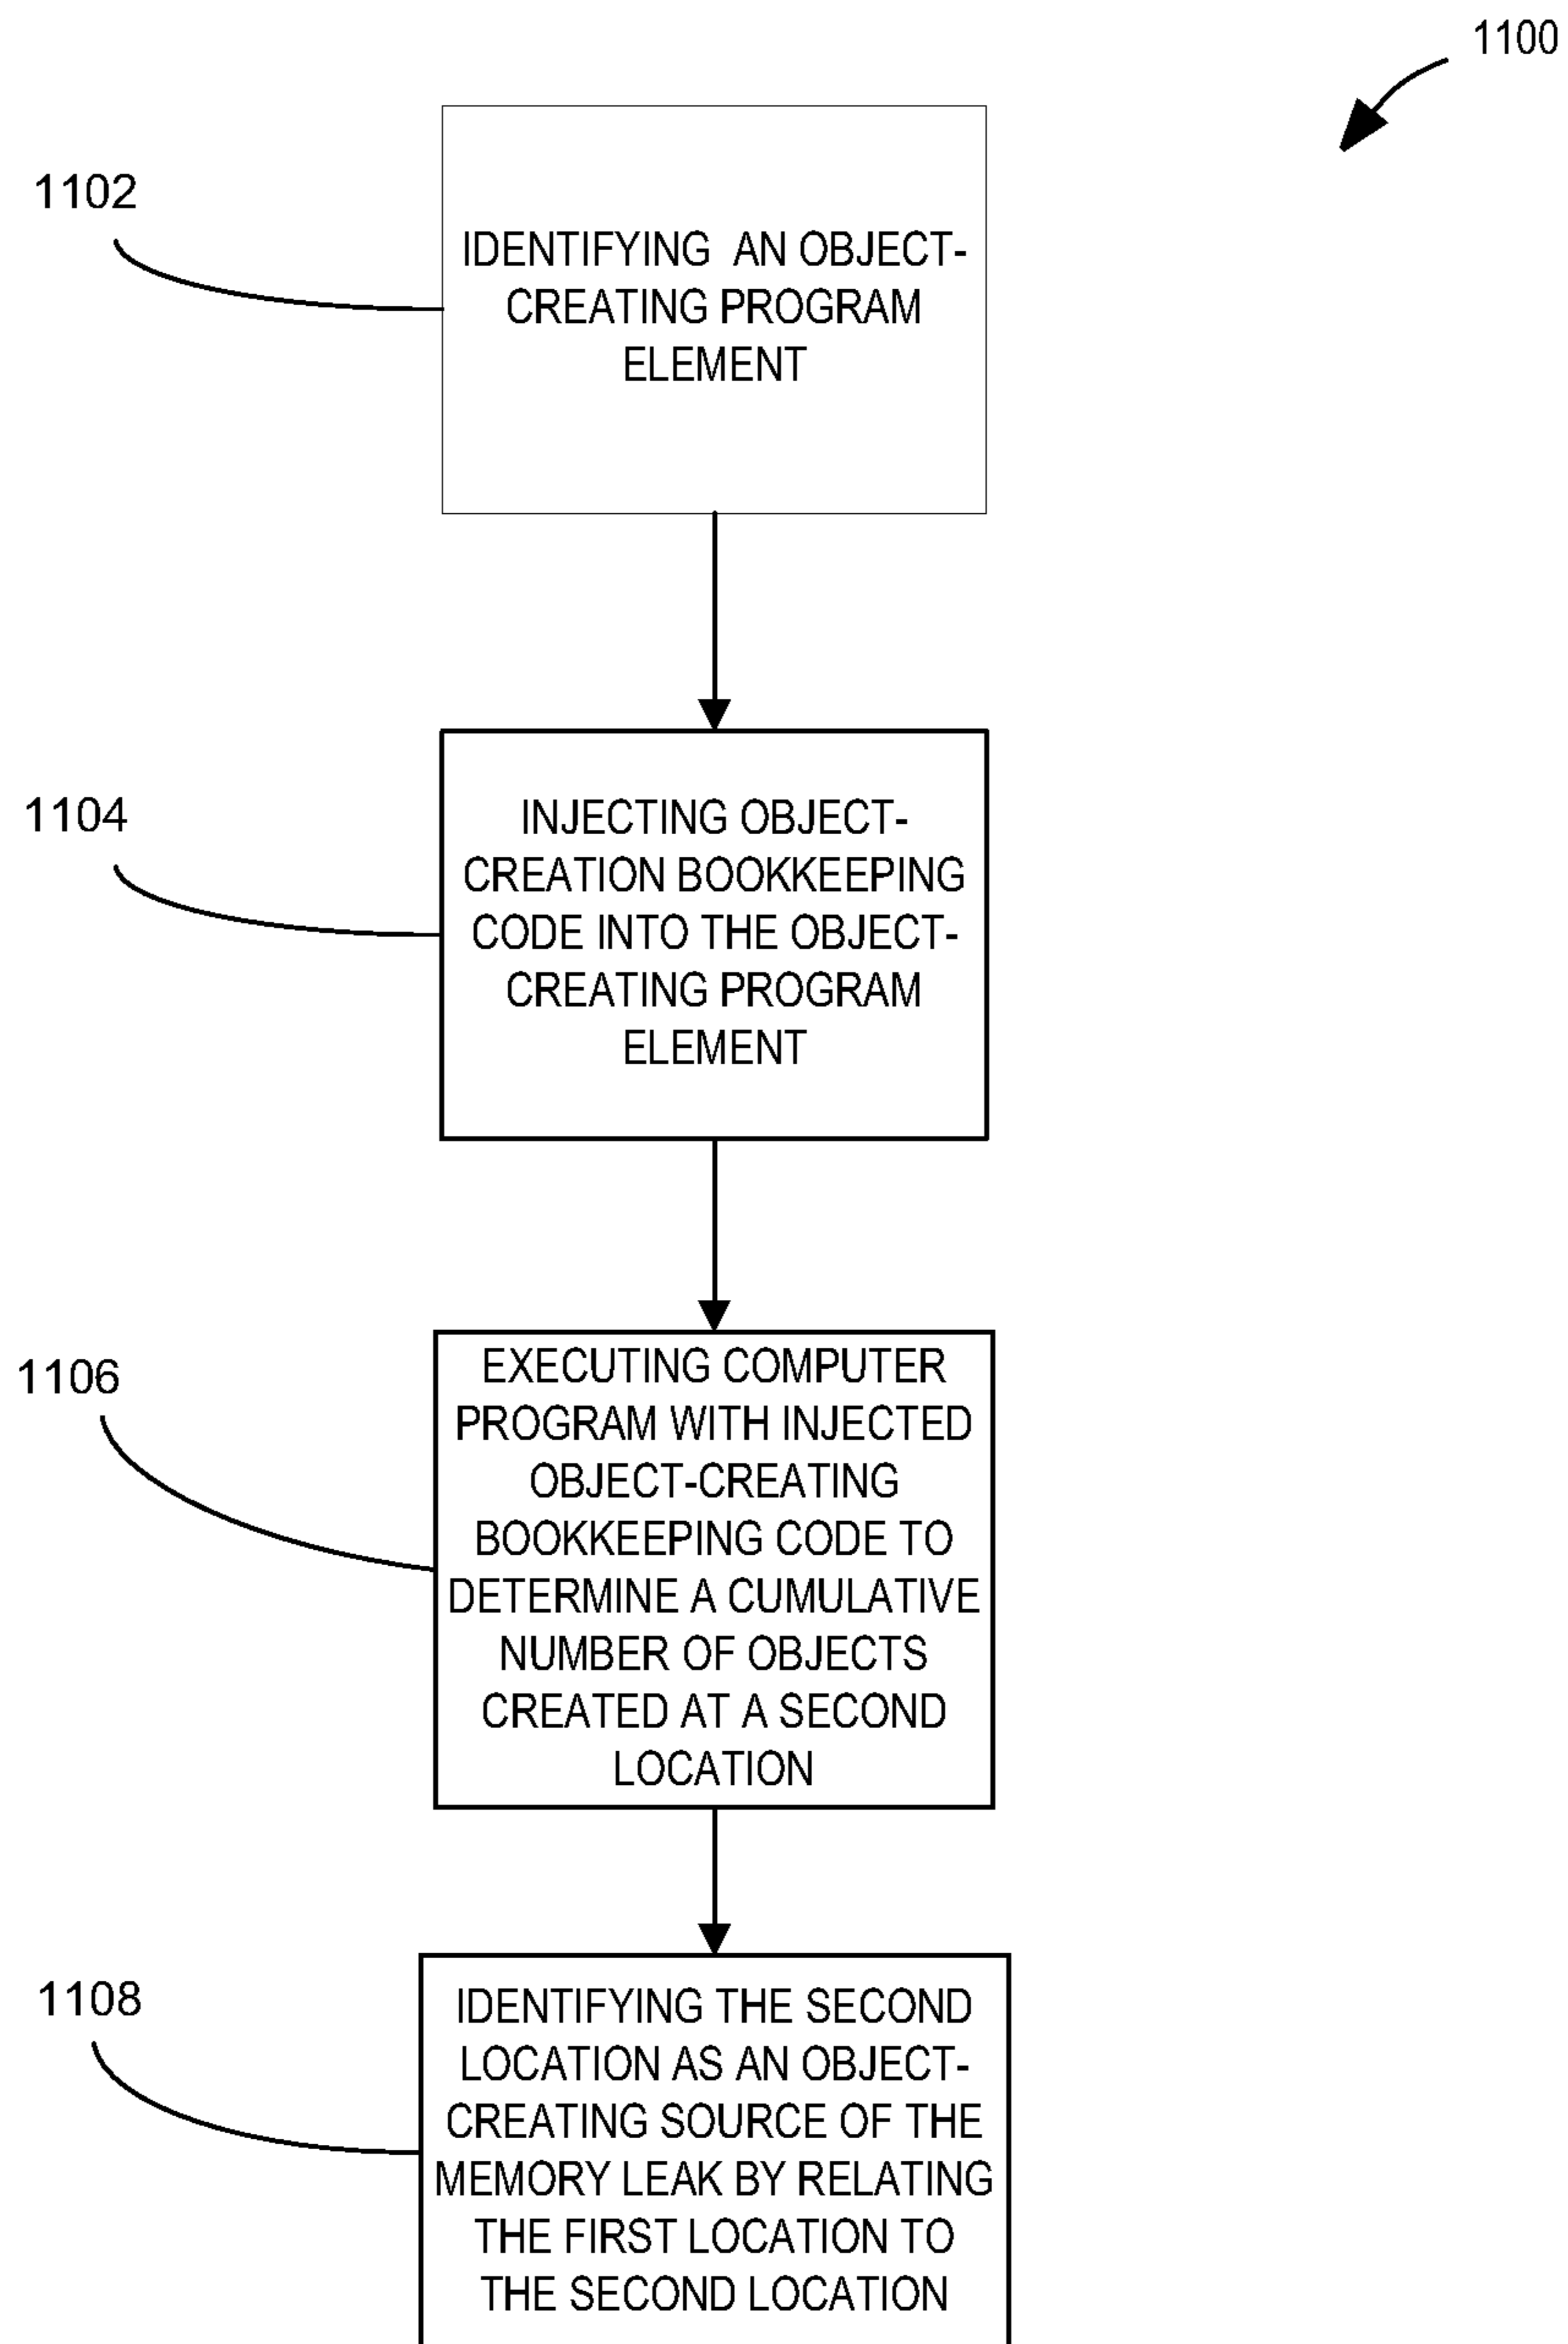 1100
1102
IDENTIFYING AN OBJECT-
CREATING PROGRAM
ELEMENT
1104
INJECTING OBJECT-
CREATION BOOKKEEPING
CODE INTO THE OBJECT-
CREATING PROGRAM
ELEMENT
1106
EXECUTING COMPUTER
PROGRAM WITH INJECTED
OBJECT-CREATING
BOOKKEEPING CODE TO
DETERMINE A CUMULATIVE
NUMBER OF OBJECTS
CREATED AT A SECOND
LOCATION
1108
IDENTIFYING THE SECOND
LOCATION AS AN OBJECT-
CREATING SOURCE OF THE
MEMORY LEAK BY RELATING
THE FIRST LOCATION TO
THE SECOND LOCATION